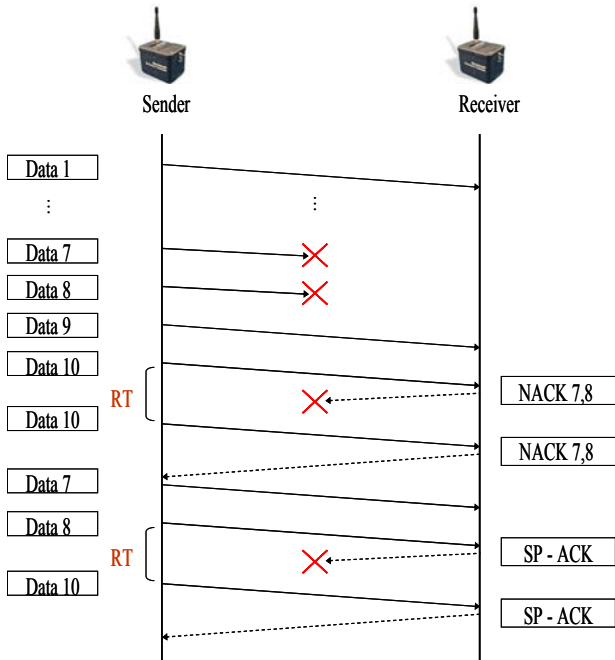 Sender
Receiver
Data 1
⋮
⋮
Data 7
Data 8
Data 9
Data 10
RT
NACK 7,8
Data 10
NACK 7,8
Data 7
Data 8
RT
SP - ACK
Data 10
SP - ACK